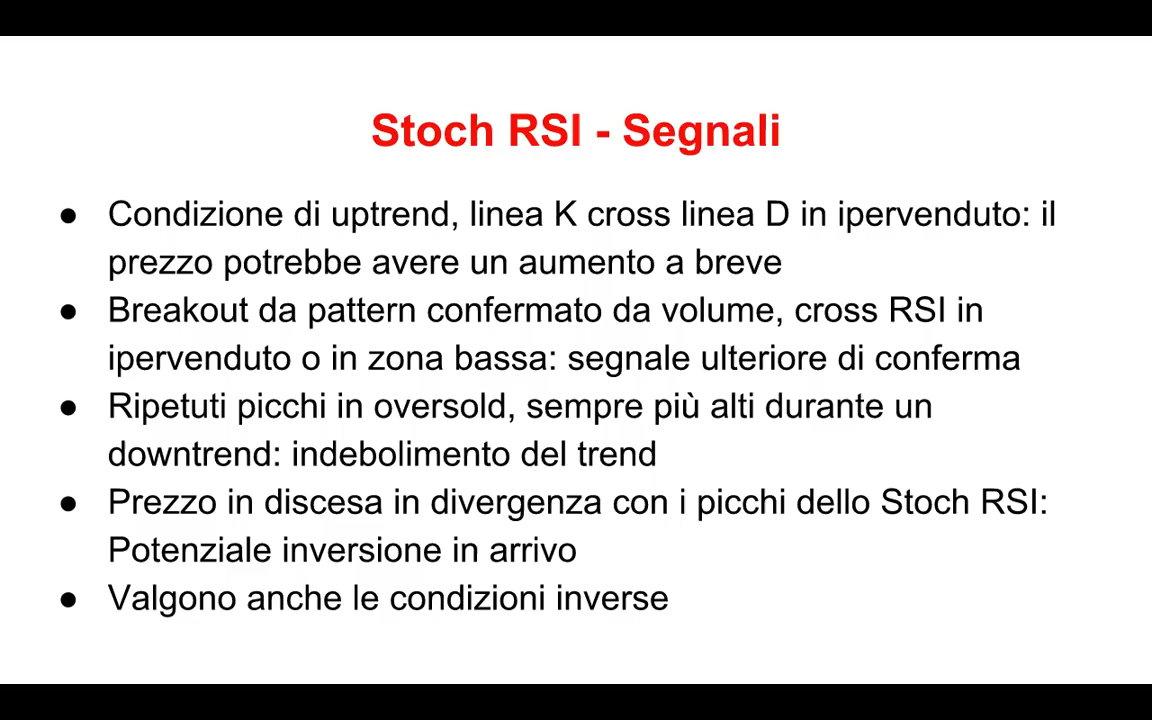 Stoch RSI - Segnali
● Condizione di uptrend, linea K cross linea D in ipervenduto: il
prezzo potrebbe avere un aumento a breve
● Breakout da pattern confermato da volume, cross RSI in
ipervenduto o in zona bassa: segnale ulteriore di conferma
● Ripetuti picchi in oversold, sempre più alti durante un
downtrend: indebolimento del trend
● Prezzo in discesa in divergenza con i picchi dello Stoch RSI:
Potenziale inversione in arrivo
● Valgono anche le condizioni inverse